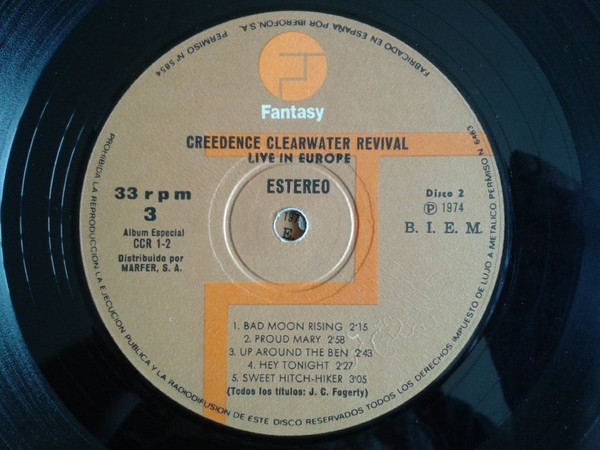 FABRICADO EN ESPAÑA POR IBEROFON, S.A. PERMISO Nº 5854
Fantasy
CREEDENCE CLEARWATER REVIVAL
LIVE IN EUROPE
ESTEREO
33 rpm
3
Album Especial
CCR 1-2
Distribuido por
MARFER, S. A.
Disco 2
Ⓟ 1974
B. I. E. M.
197
E.
1. BAD MOON RISING 2:15
2. PROUD MARY 2:58
3. UP AROUND THE BEN 2:43
4. HEY TONIGHT 2:27
5. SWEET HITCH-HIKER 3:05
(Todos los títulos: J. C. Fogerty)
PROHIBIDA LA REPRODUCCION LA EJECUCION PUBLICA Y LA RADIODIFUSION DE ESTE DISCO RESERVADOS TODOS LOS DERECHOS IMPUESTO DE LUJO A METALICO PERMISO N 6463